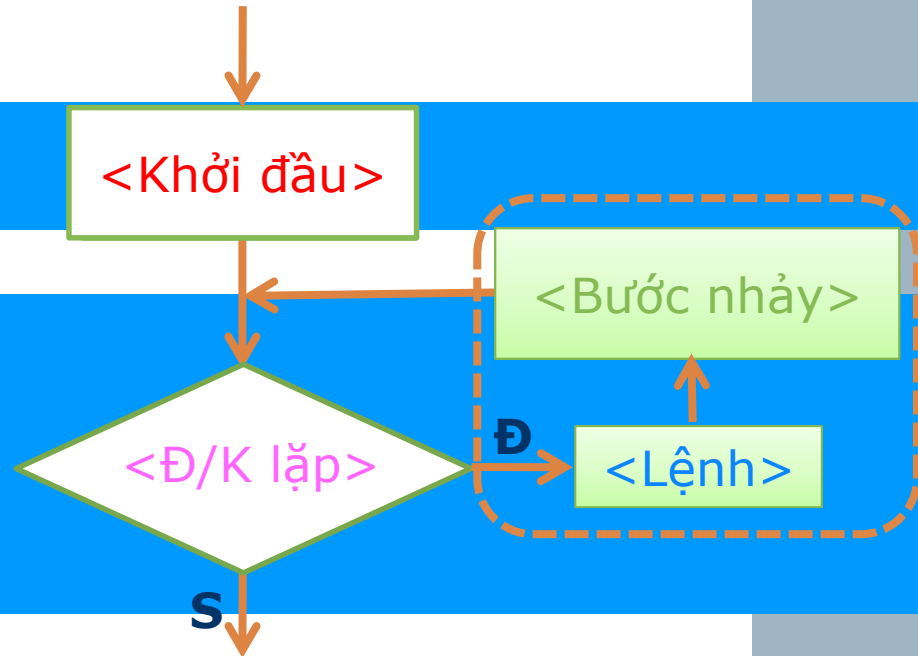 <Khởi đầu>
<Bước nhảy>
Đ
<Đ/K lặp>
<Lệnh>
S